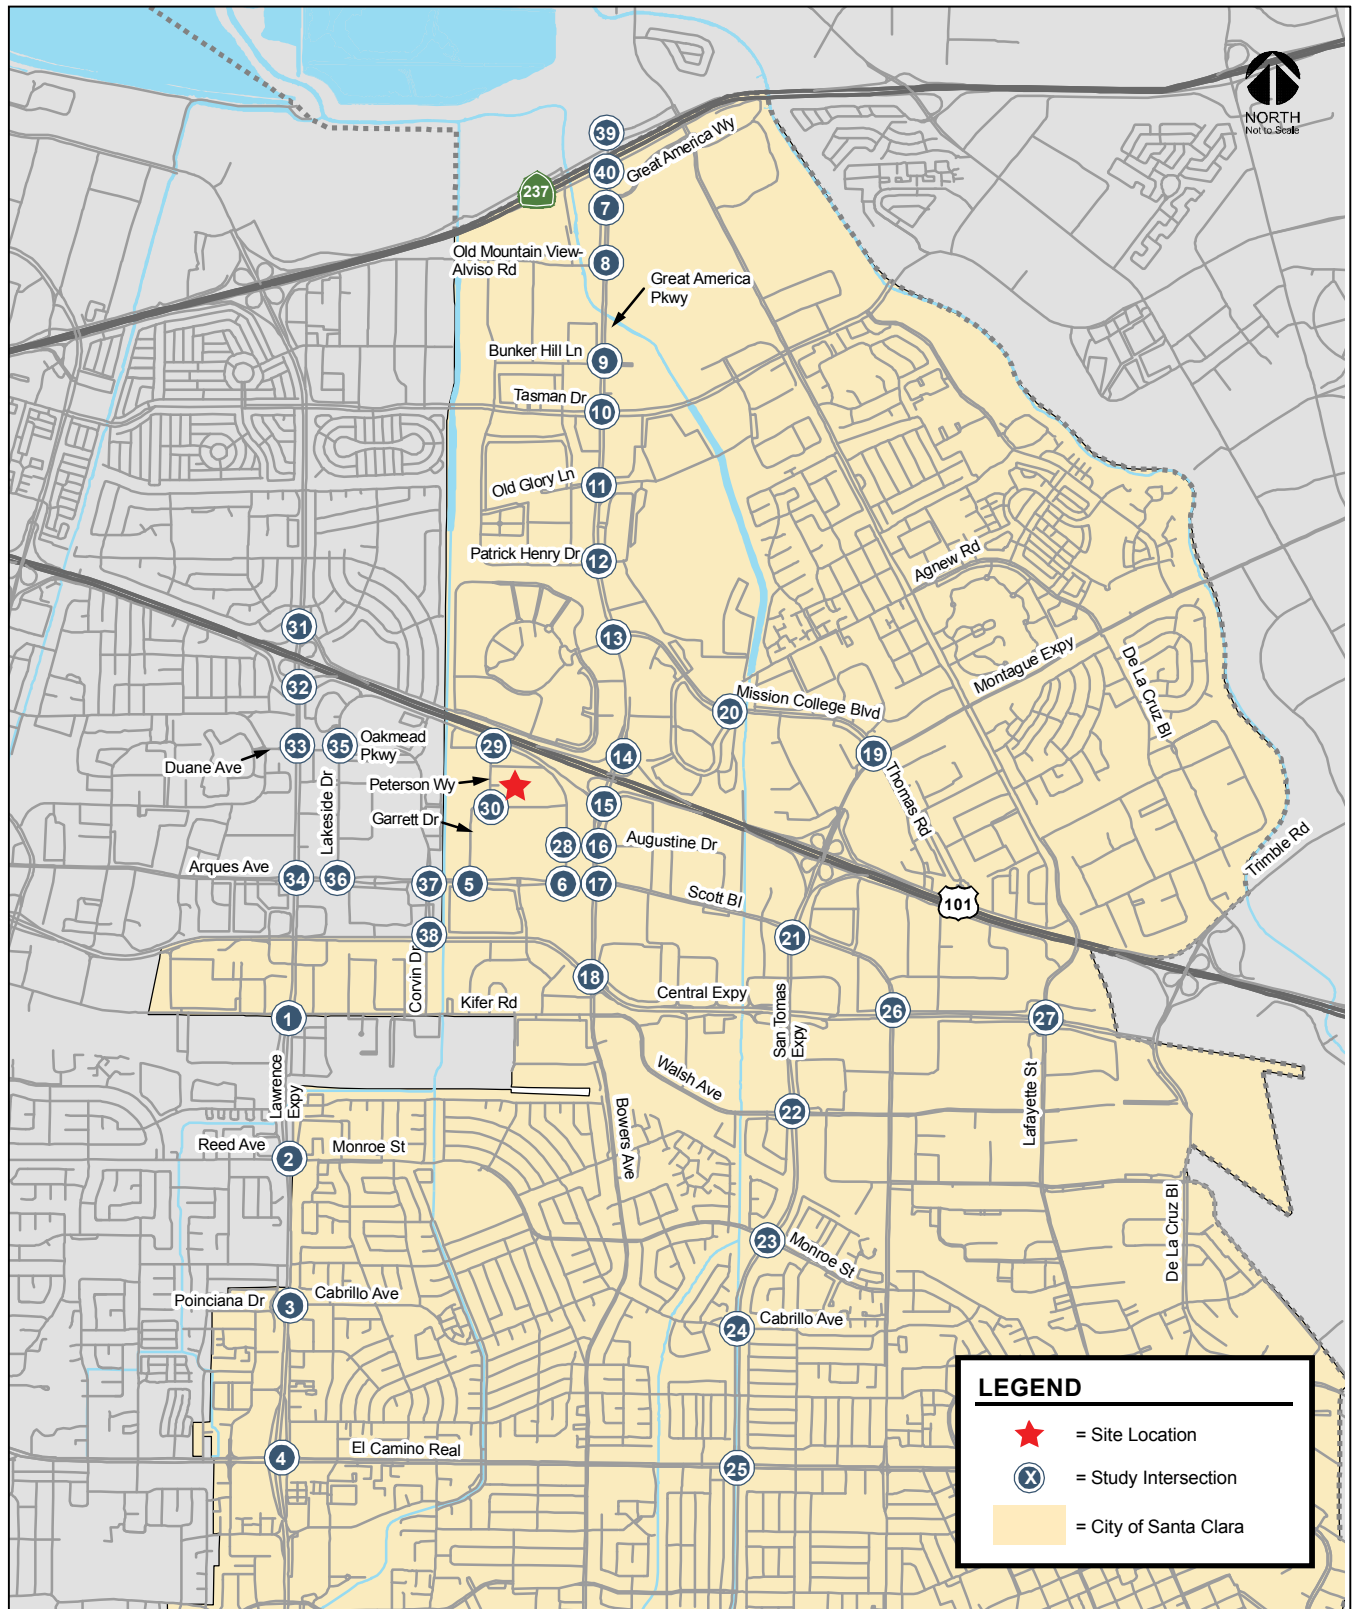 NORTH
Not to Scale
39
40
Great America Wy
237
7
Old Mountain View-
Alviso Rd
8
Great America
Pkwy
Bunker Hill Ln
9
Tasman Dr
10
Old Glory Ln
11
Patrick Henry Dr
12
Agnew Rd
31
13
Montague Expy
De La Cruz Bl
32
20
Mission College Blvd
33
35
Oakmead
Pkwy
29
14
19
Duane Ave
Peterson Wy
Thomas Rd
Lakeside Dr
30
15
Garrett Dr
28
16
Augustine Dr
Trimble Rd
Arques Ave
34
36
37
5
6
17
Scott Bl
101
38
21
Corvin Dr
18
Central Expy
Kifer Rd
1
San Tomas
Expy
26
27
Lawrence
Expy
Walsh Ave
Bowers Ave
22
Lafayette St
Reed Ave
2
Monroe St
De La Cruz Bl
23
Monroe St
Poinciana Dr
3
Cabrillo Ave
24
Cabrillo Ave
4
El Camino Real
25
LEGEND
= Site Location
X
= Study Intersection
= City of Santa Clara